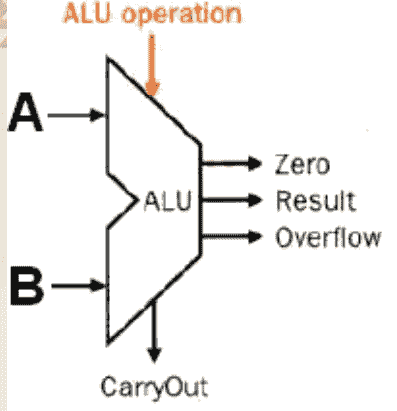 ALU operation
A
Zero
ALU
Result
Overflow
B
CarryOut